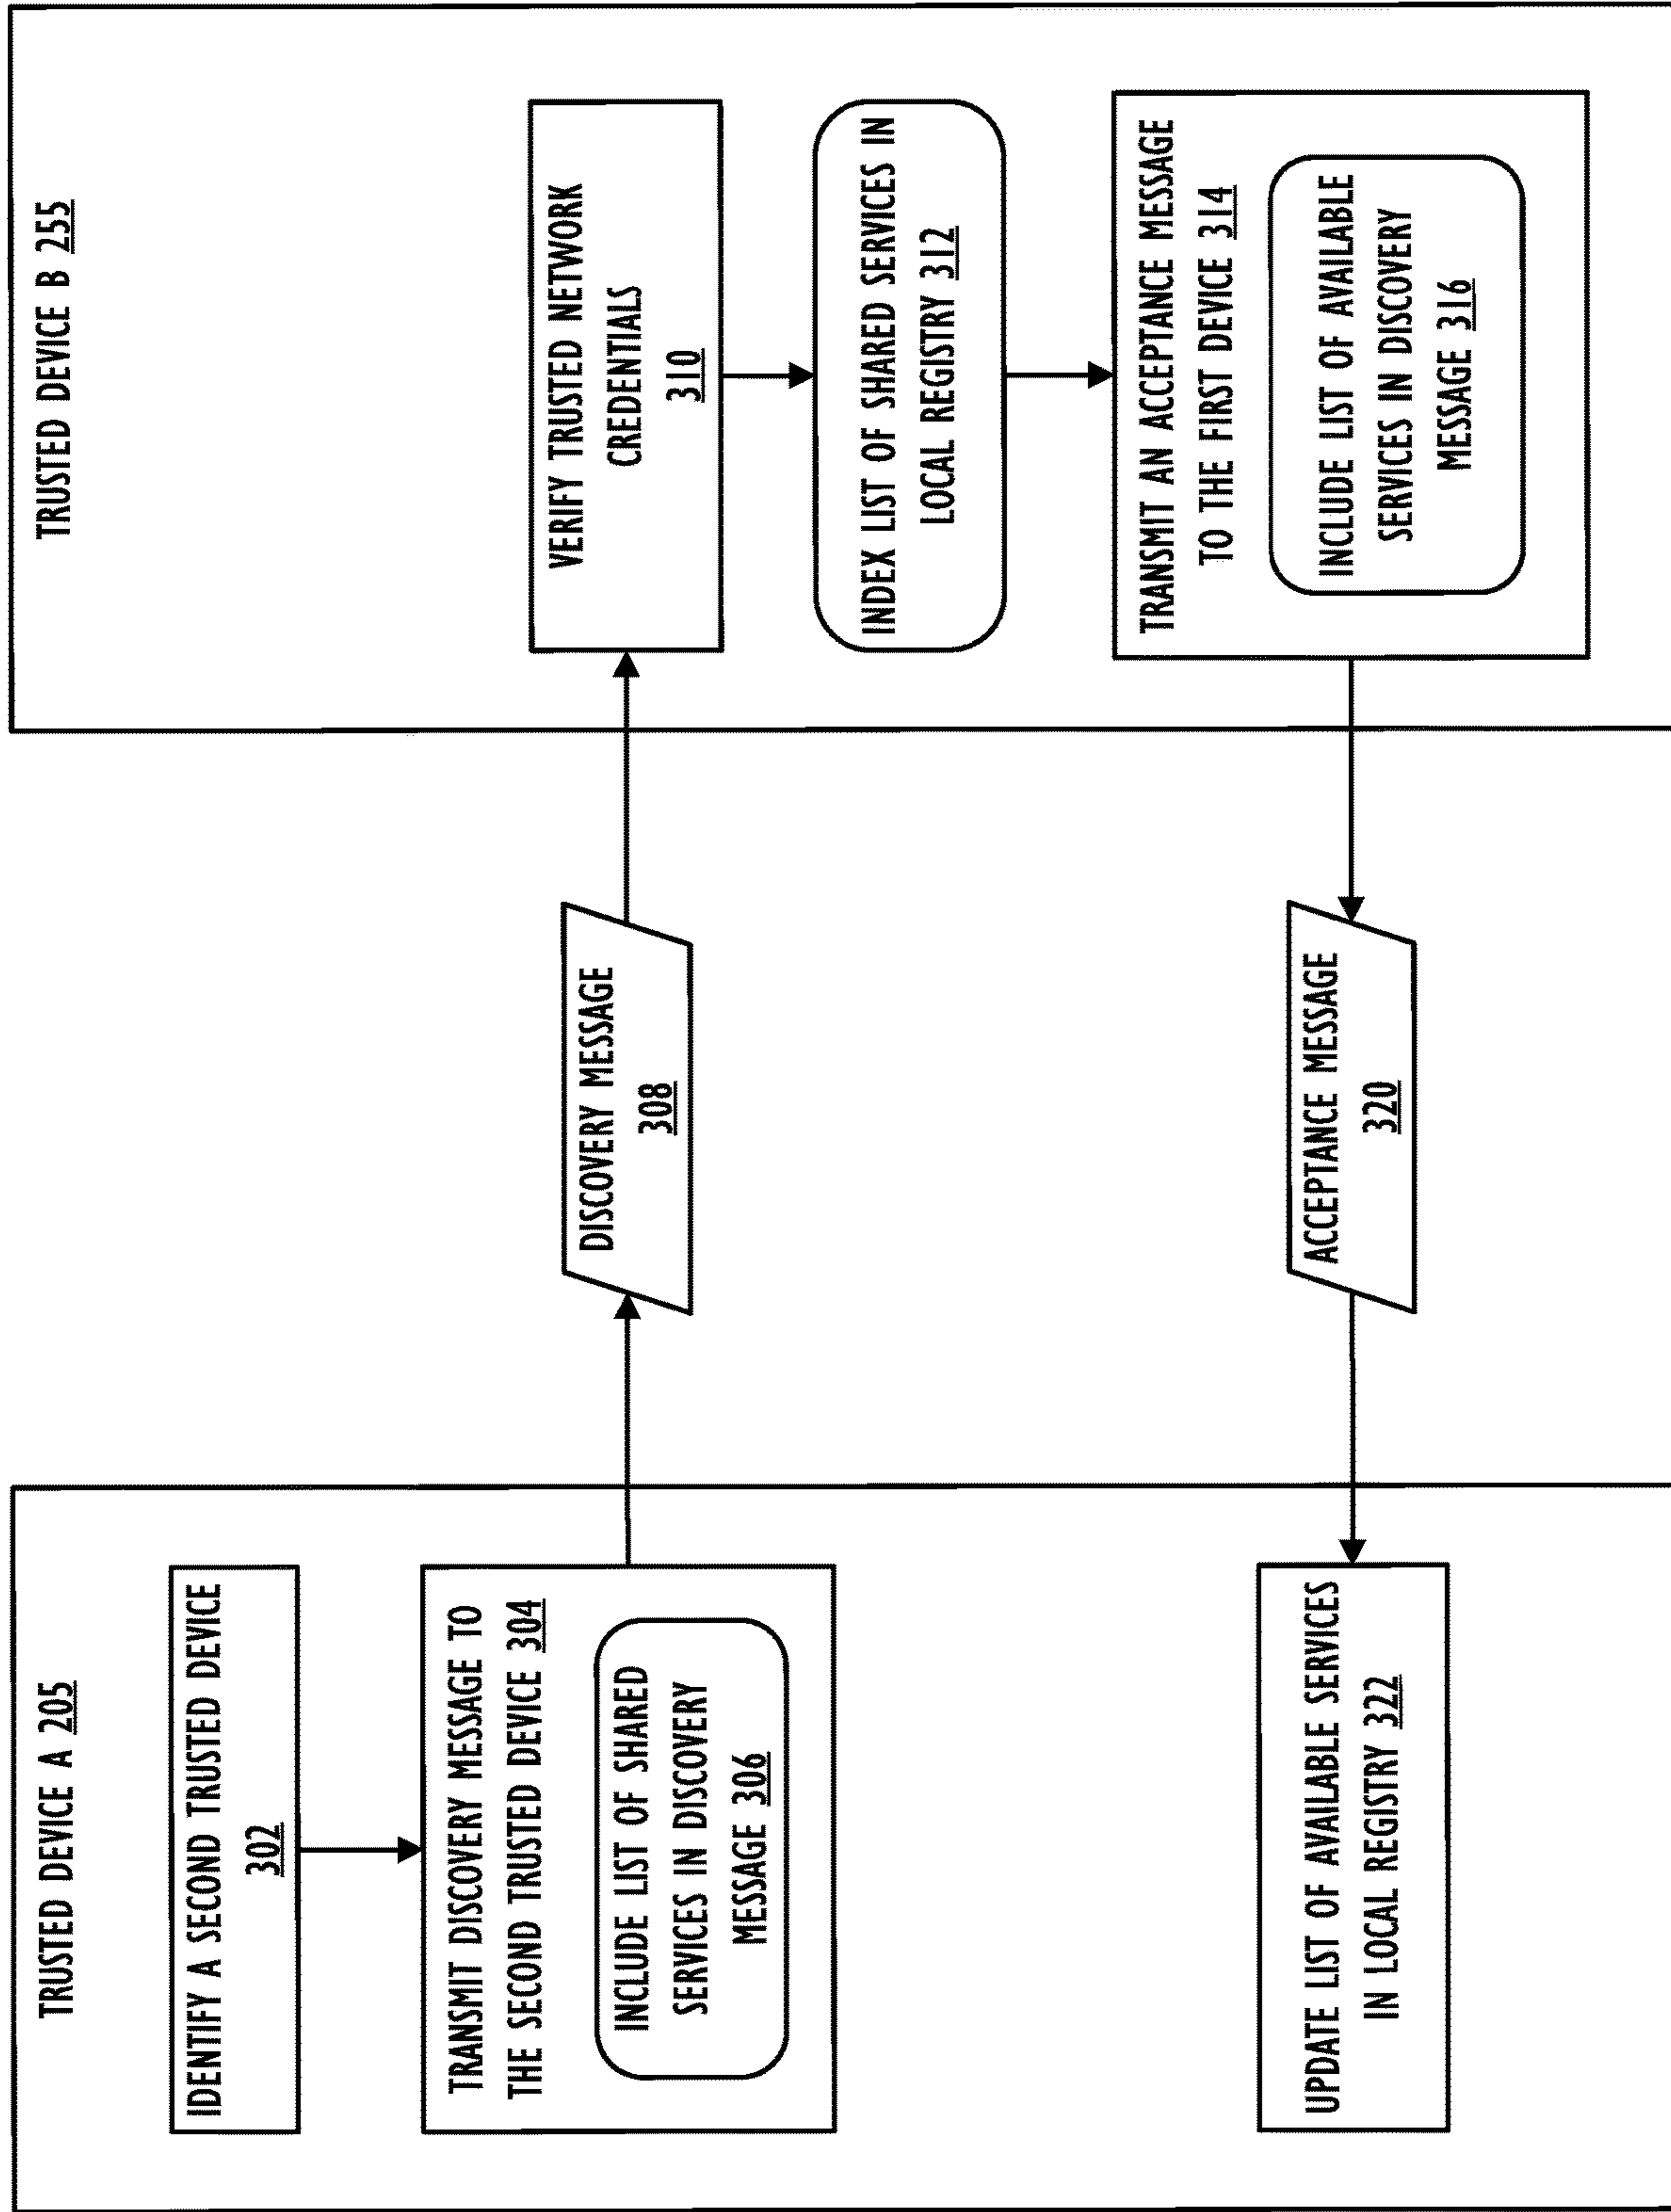 TRUSTED DEVICE A 205
IDENTIFY A SECOND TRUSTED DEVICE
302
TRANSMIT DISCOVERY MESSAGE TO
THE SECOND TRUSTED DEVICE 304
INCLUDE LIST OF SHARED
SERVICES IN DISCOVERY
MESSAGE 306
DISCOVERY MESSAGE
308
TRUSTED DEVICE B 255
VERIFY TRUSTED NETWORK
CREDENTIALS
310
INDEX LIST OF SHARED SERVICES IN
LOCAL REGISTRY 312
TRANSMIT AN ACCEPTANCE MESSAGE
TO THE FIRST DEVICE 314
INCLUDE LIST OF AVAILABLE
SERVICES IN DISCOVERY
MESSAGE 316
ACCEPTANCE MESSAGE
320
UPDATE LIST OF AVAILABLE SERVICES
IN LOCAL REGISTRY 322